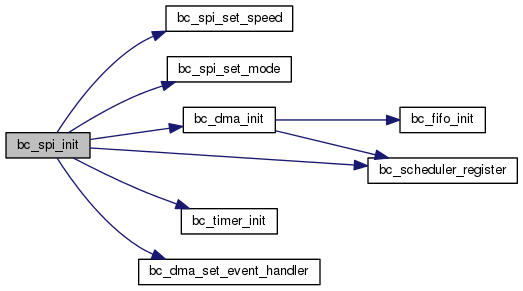 bc_spi_set_speed
bc_spi_set_mode
bc_dma_init
bc_fifo_init
bc_spi_init
bc_scheduler_register
bc_timer_init
bc_dma_set_event_handler